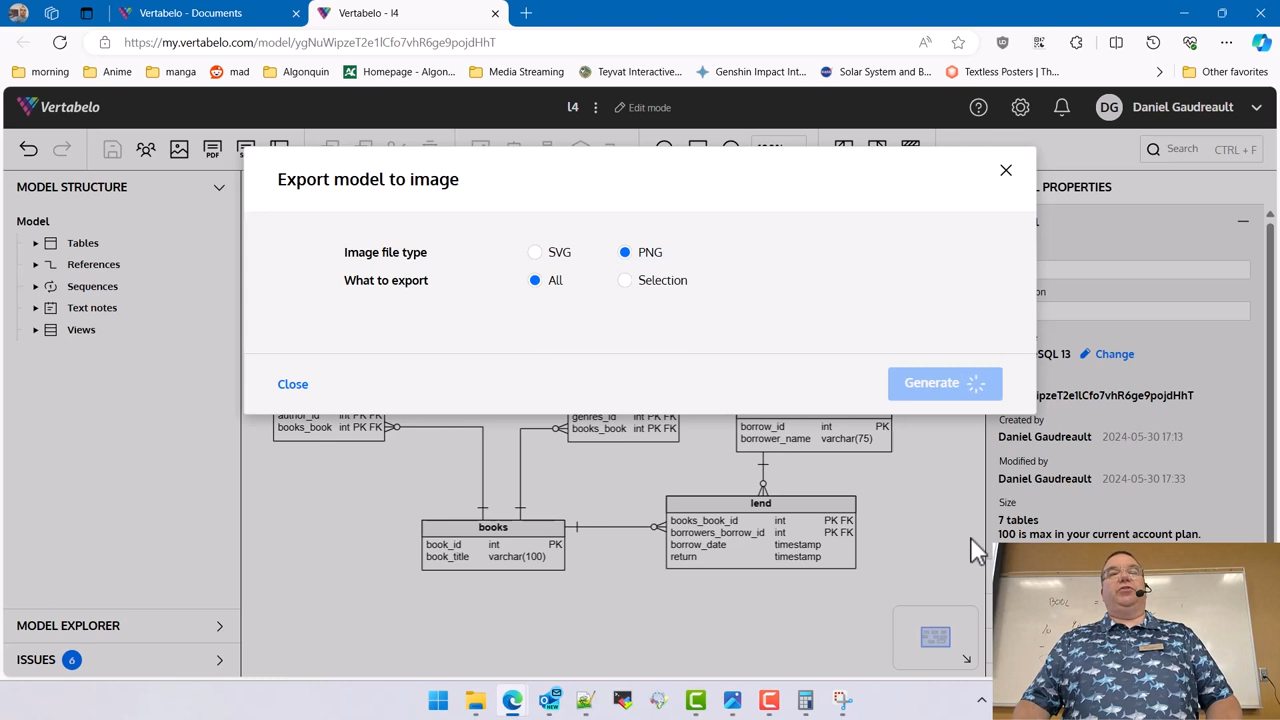 Vertabelo - Documents
Vertabelo - l4
https://my.vertabelo.com/model/ygNuWipzeT2e1lCfo7vhR6ge9pojdHhT
morning
Anime
manga
mad
Algonquin
Homepage - Algon...
Media Streaming
Teyvat Interactive...
Genshin Impact Int...
Solar System and B...
Textless Posters | Th...
Other favorites
Vertabelo
l4
Edit mode
DG
Daniel Gaudreault
PDF
Search
CTRL + F
MODEL STRUCTURE
Model
Tables
References
Sequences
Text notes
Views
MODEL EXPLORER
ISSUES 6
Export model to image
Image file type
SVG
PNG
What to export
All
Selection
Close
Generate
PROPERTIES
SQL 13
Change
ygNuWipzeT2e1lCfo7vhR6ge9pojdHhT
Created by
Daniel Gaudreault 2024-05-30 17:13
Modified by
Daniel Gaudreault 2024-05-30 17:33
Size
7 tables
100 is max in your current account plan.
author_id int PK FK
books_book int PK FK
genres_id int PK FK
books_book int PK FK
borrow_id int PK
borrower_name varchar(75)
lend
books_book_id int PK FK
borrowers_borrow_id int PK FK
borrow_date timestamp
return timestamp
books
book_id int PK
book_title varchar(100)
NEW